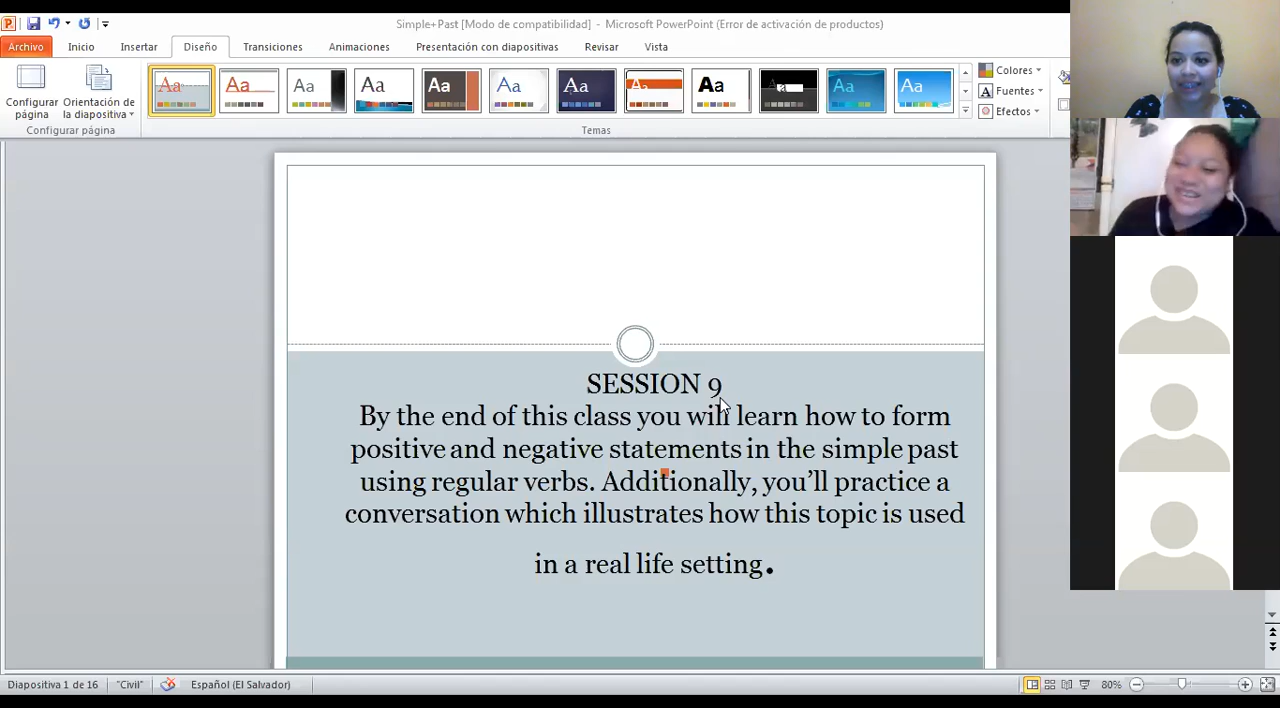 Simple+Past [Modo de compatibilidad] - Microsoft PowerPoint (Error de activación de productos)
Archivo Inicio Insertar Diseño Transiciones Animaciones Presentación con diapositivas Revisar Vista
Configurar página
Orientación de la diapositiva
Aa Aa Aa Aa Aa Aa Aa Aa Aa Aa Aa Aa
Colores
Fuentes
Efectos
Configurar página
Temas
SESSION 9
By the end of this class you will learn how to form
positive and negative statements in the simple past
using regular verbs. Additionally, you’ll practice a
conversation which illustrates how this topic is used
in a real life setting.
Diapositiva 1 de 16 "Civil" Español (El Salvador) 80%